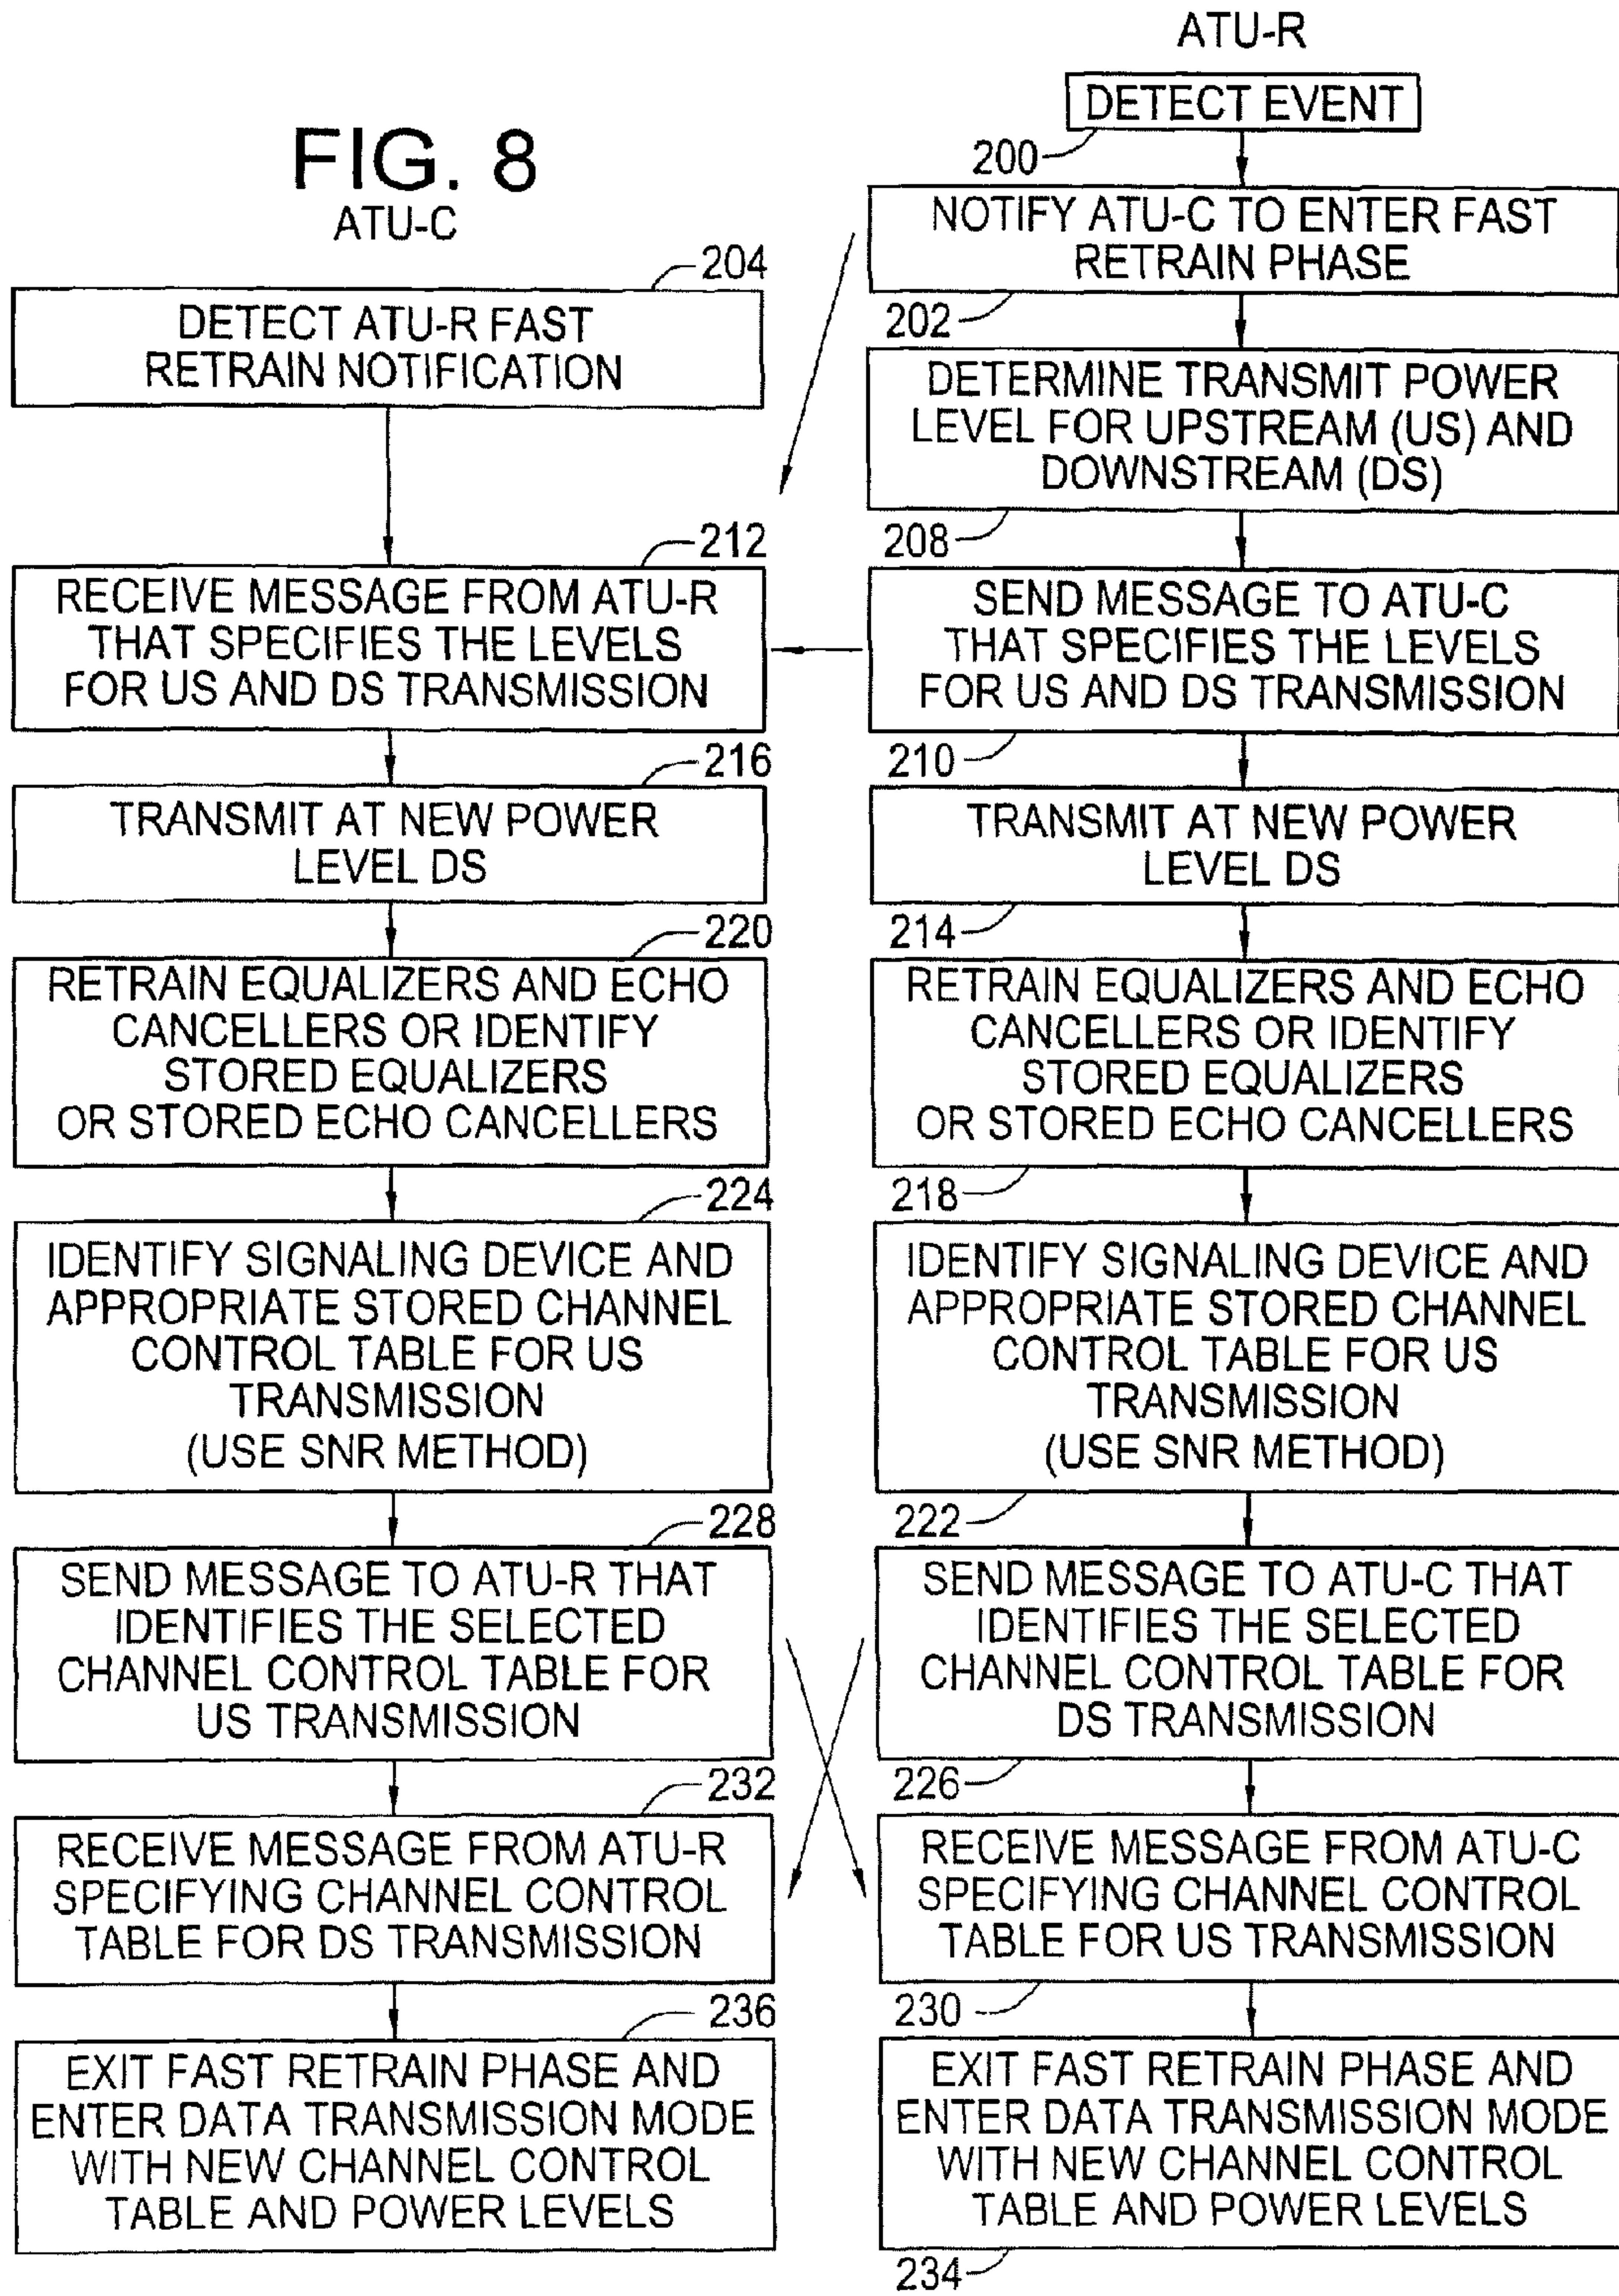 FIG. 8
ATU-C
204
DETECT ATU-R FAST
RETRAIN NOTIFICATION
212
RECEIVE MESSAGE FROM ATU-R
THAT SPECIFIES THE LEVELS
FOR US AND DS TRANSMISSION
216
TRANSMIT AT NEW POWER
LEVEL DS
220
RETRAIN EQUALIZERS AND ECHO
CANCELLERS OR IDENTIFY
STORED EQUALIZERS
OR STORED ECHO CANCELLERS
224
IDENTIFY SIGNALING DEVICE AND
APPROPRIATE STORED CHANNEL
CONTROL TABLE FOR US
TRANSMISSION
(USE SNR METHOD)
228
SEND MESSAGE TO ATU-R THAT
IDENTIFIES THE SELECTED
CHANNEL CONTROL TABLE FOR
US TRANSMISSION
232
RECEIVE MESSAGE FROM ATU-R
SPECIFYING CHANNEL CONTROL
TABLE FOR DS TRANSMISSION
236
EXIT FAST RETRAIN PHASE AND
ENTER DATA TRANSMISSION MODE
WITH NEW CHANNEL CONTROL
TABLE AND POWER LEVELS
ATU-R
DETECT EVENT
200
NOTIFY ATU-C TO ENTER FAST
RETRAIN PHASE
202
DETERMINE TRANSMIT POWER
LEVEL FOR UPSTREAM (US) AND
DOWNSTREAM (DS)
208
SEND MESSAGE TO ATU-C
THAT SPECIFIES THE LEVELS
FOR US AND DS TRANSMISSION
210
TRANSMIT AT NEW POWER
LEVEL DS
214
RETRAIN EQUALIZERS AND ECHO
CANCELLERS OR IDENTIFY
STORED EQUALIZERS
OR STORED ECHO CANCELLERS
218
IDENTIFY SIGNALING DEVICE AND
APPROPRIATE STORED CHANNEL
CONTROL TABLE FOR US
TRANSMISSION
(USE SNR METHOD)
222
SEND MESSAGE TO ATU-C THAT
IDENTIFIES THE SELECTED
CHANNEL CONTROL TABLE FOR
DS TRANSMISSION
226
RECEIVE MESSAGE FROM ATU-C
SPECIFYING CHANNEL CONTROL
TABLE FOR US TRANSMISSION
230
EXIT FAST RETRAIN PHASE AND
ENTER DATA TRANSMISSION MODE
WITH NEW CHANNEL CONTROL
TABLE AND POWER LEVELS
234